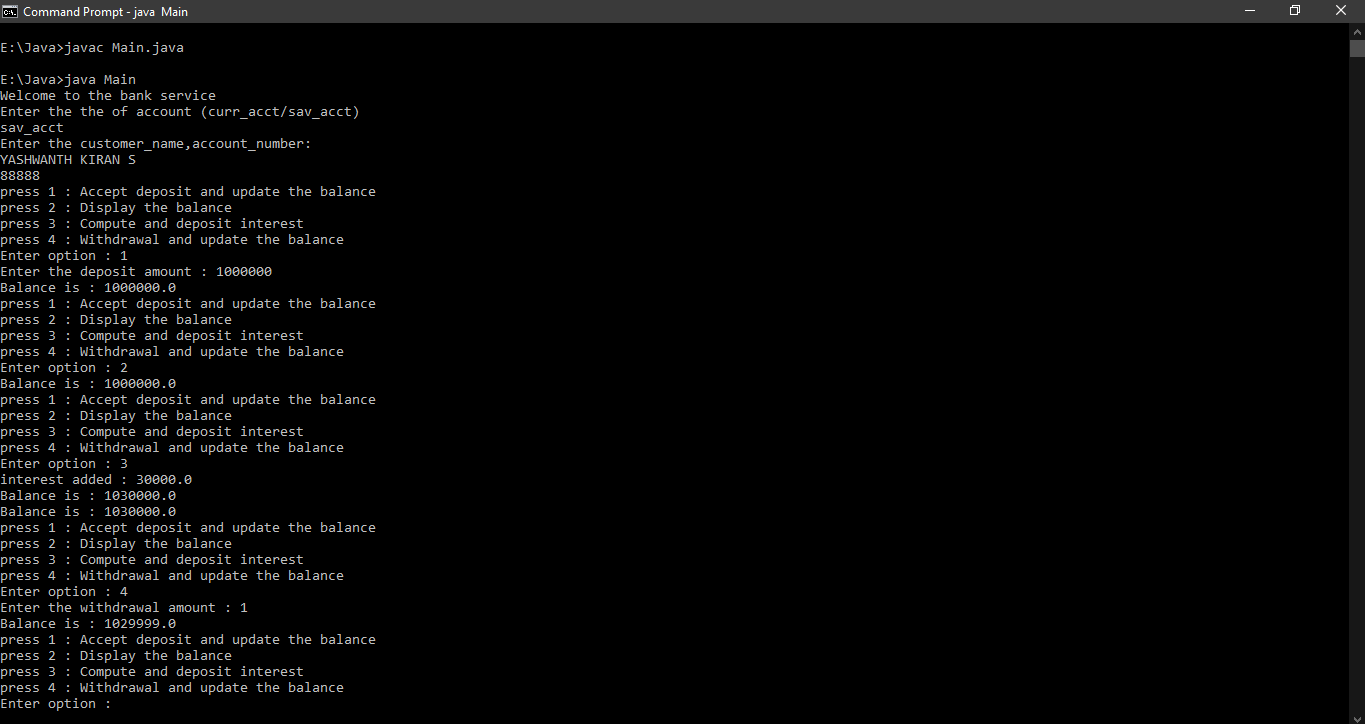 Command Prompt - java Main
E:\Java>javac Main.java
E:\Java>java Main
Welcome to the bank service
Enter the the of account (curr_acct/sav_acct)
sav_acct
Enter the customer_name,account_number:
YASHWANTH KIRAN S
88888
press 1 : Accept deposit and update the balance
press 2 : Display the balance
press 3 : Compute and deposit interest
press 4 : Withdrawal and update the balance
Enter option : 1
Enter the deposit amount : 1000000
Balance is : 1000000.0
press 1 : Accept deposit and update the balance
press 2 : Display the balance
press 3 : Compute and deposit interest
press 4 : Withdrawal and update the balance
Enter option : 2
Balance is : 1000000.0
press 1 : Accept deposit and update the balance
press 2 : Display the balance
press 3 : Compute and deposit interest
press 4 : Withdrawal and update the balance
Enter option : 3
interest added : 30000.0
Balance is : 1030000.0
Balance is : 1030000.0
press 1 : Accept deposit and update the balance
press 2 : Display the balance
press 3 : Compute and deposit interest
press 4 : Withdrawal and update the balance
Enter option : 4
Enter the withdrawal amount : 1
Balance is : 1029999.0
press 1 : Accept deposit and update the balance
press 2 : Display the balance
press 3 : Compute and deposit interest
press 4 : Withdrawal and update the balance
Enter option :